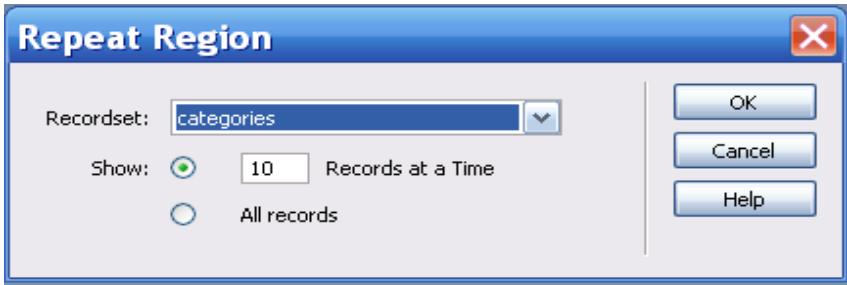 Repeat Region
Recordset: categories
OK
Show: 10 Records at a Time
Cancel
All records
Help